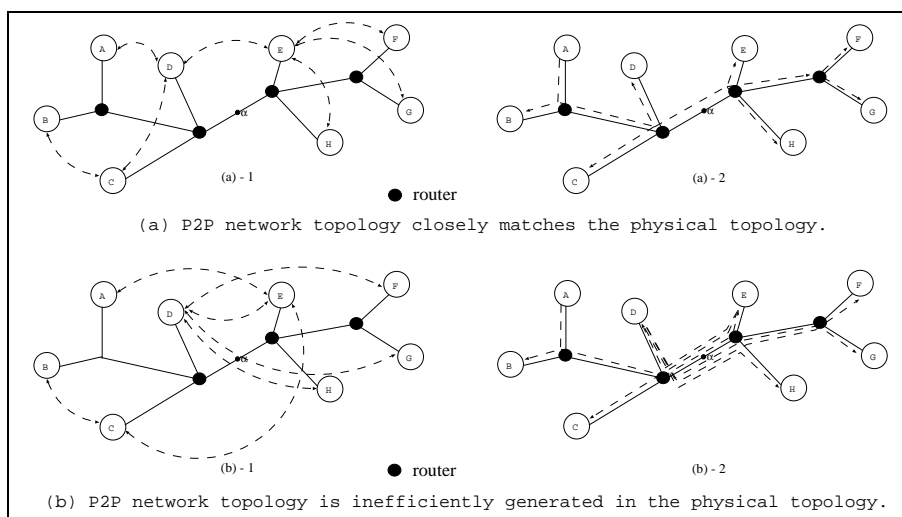 A
D
E
F
B
C
H
G
α
(a) - 1
A
D
E
F
B
C
H
G
α
(a) - 2
router
(a) P2P network topology closely matches the physical topology.
A
D
E
F
B
C
H
G
α
(b) - 1
A
D
E
F
B
C
H
G
α
(b) - 2
router
(b) P2P network topology is inefficiently generated in the physical topology.